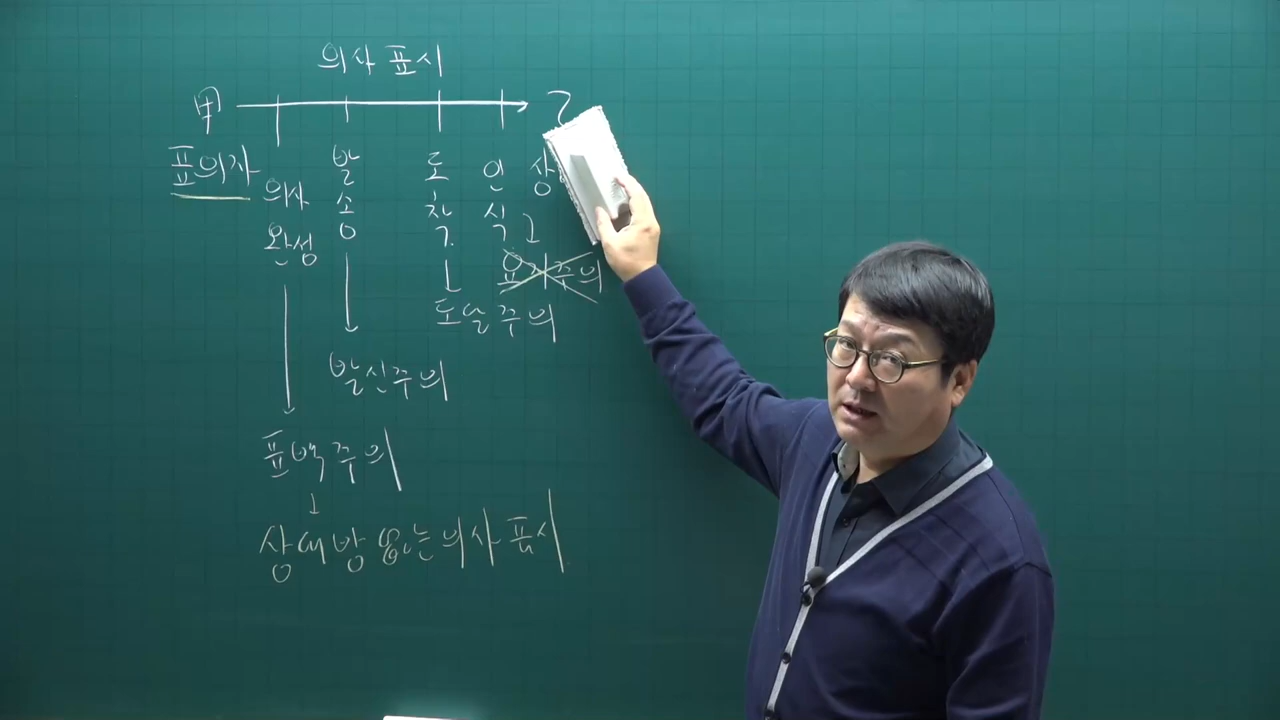 의사 표시
甲
표의자
의사
완성
발송
도착
인식
상
요지주의
도달주의
발신주의
표백주의
상대방 없는 의사 표시